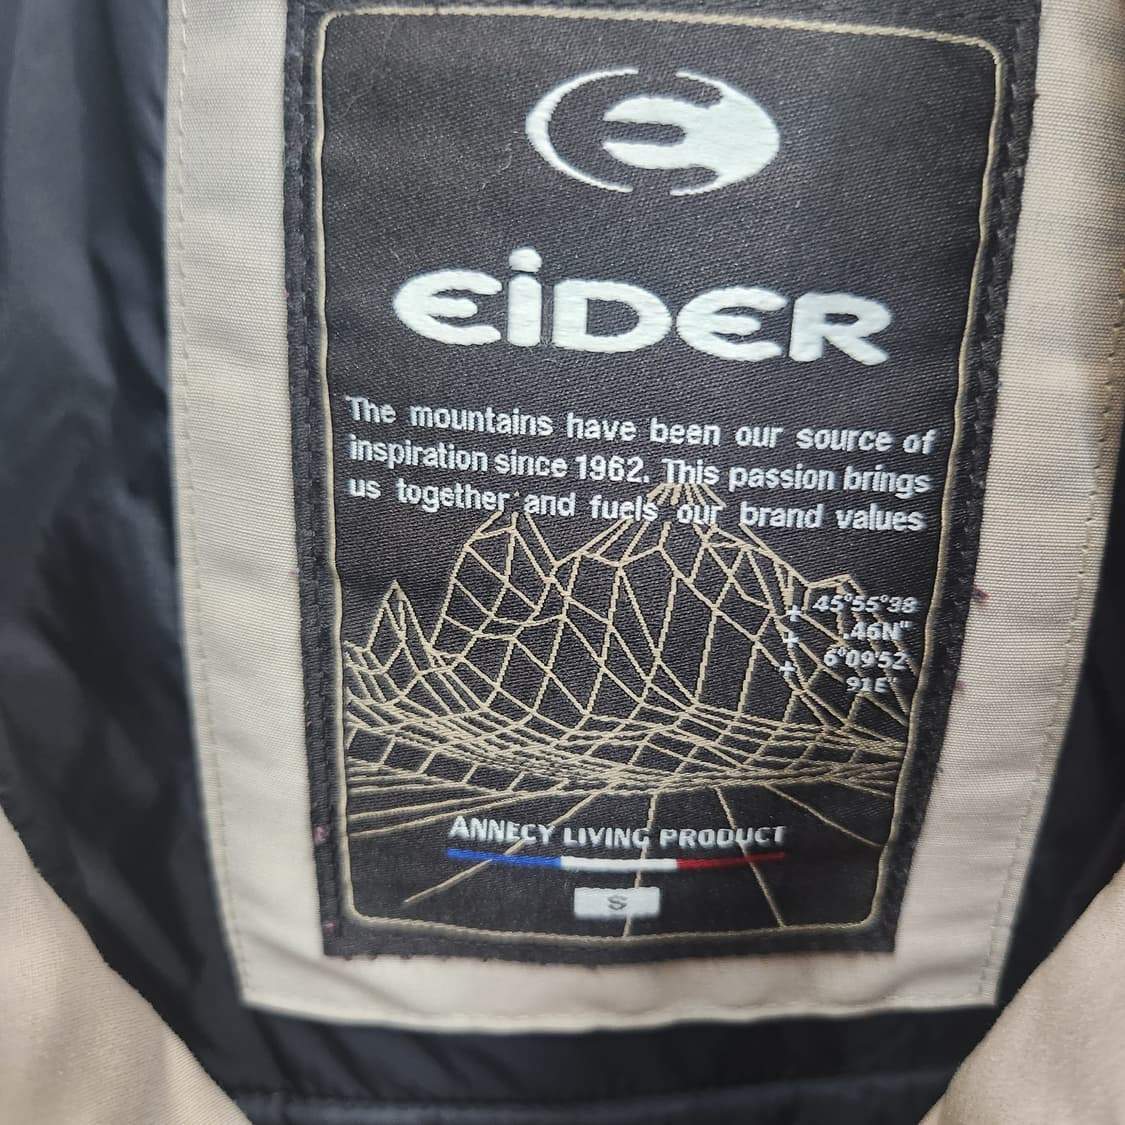 EiDER
The mountains have been our source of
inspiration since 1962. This passion brings
us together and fuels our brand values
45°55°38
.46N"
6°09'52
91E"
ANNECY LIVING PRODUCT
S